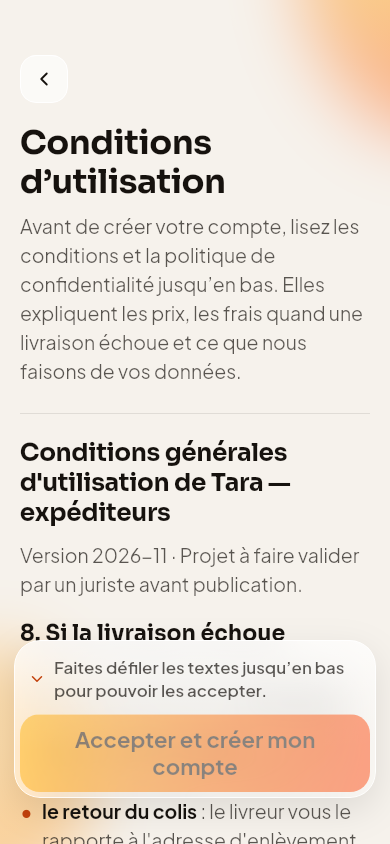 Conditions
d’utilisation
Avant de créer votre compte, lisez les
conditions et la politique de
confidentialité jusqu’en bas. Elles
expliquent les prix, les frais quand une
livraison échoue et ce que nous
faisons de vos données.
Conditions générales
d'utilisation de Tara —
expéditeurs
Version 2026–11 · Projet à faire valider
par un juriste avant publication.
8. Si la livraison échoue
Faites défiler les textes jusqu’en bas
pour pouvoir les accepter.
Accepter et créer mon
compte
le retour du colis : le livreur vous le
rapporte à l'adresse d'enlèvement